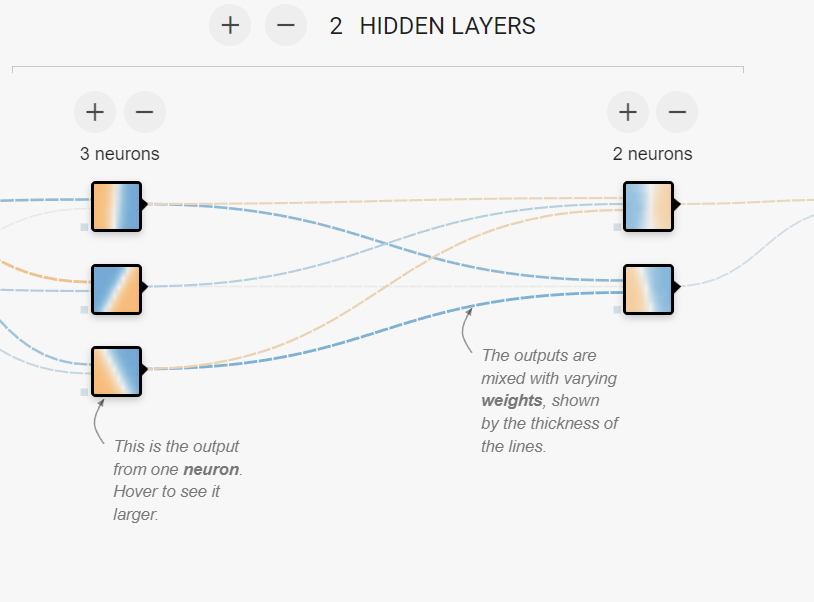 + − 2 HIDDEN LAYERS
+ − + −
3 neurons
2 neurons
The outputs are
mixed with varying
weights, shown
by the thickness of
the lines.
This is the output
from one neuron.
Hover to see it
larger.